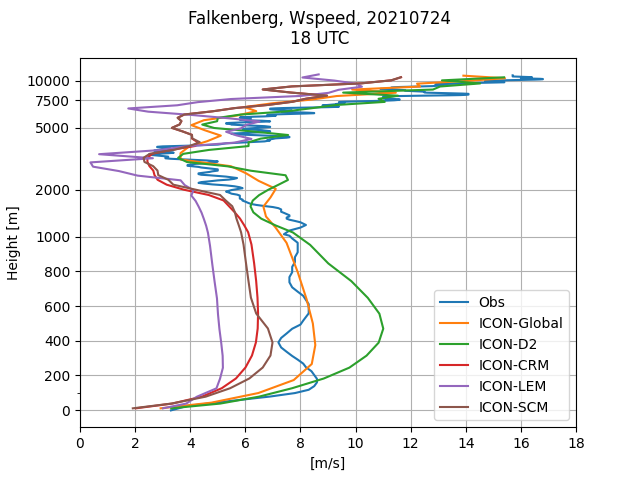 Falkenberg, Wspeed, 20210724
18 UTC
10000
7500
5000
2000
1000
800
600
400
200
0
Height [m]
0 2 4 6 8 10 12 14 16 18
[m/s]
Obs
ICON-Global
ICON-D2
ICON-CRM
ICON-LEM
ICON-SCM